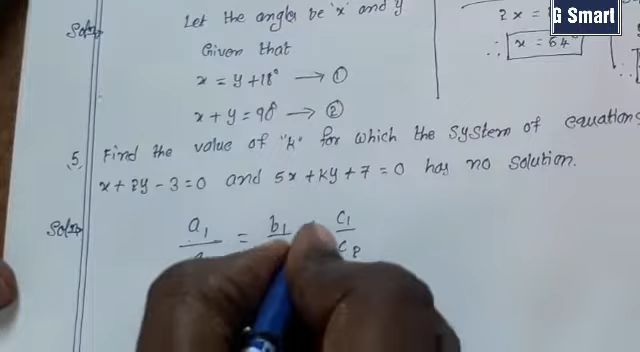 Let the angles be 'x' and y
Soln
Given that
x = y + 18° → ①
x + y = 90° → ②
2x =
∴ x = 64°
G Smart
5. Find the value of "k" for which the system of equations
x + 2y - 3 = 0 and 5x + ky + 7 = 0 has no solution.
Soln
a₁ = b₁ c₁
c₂